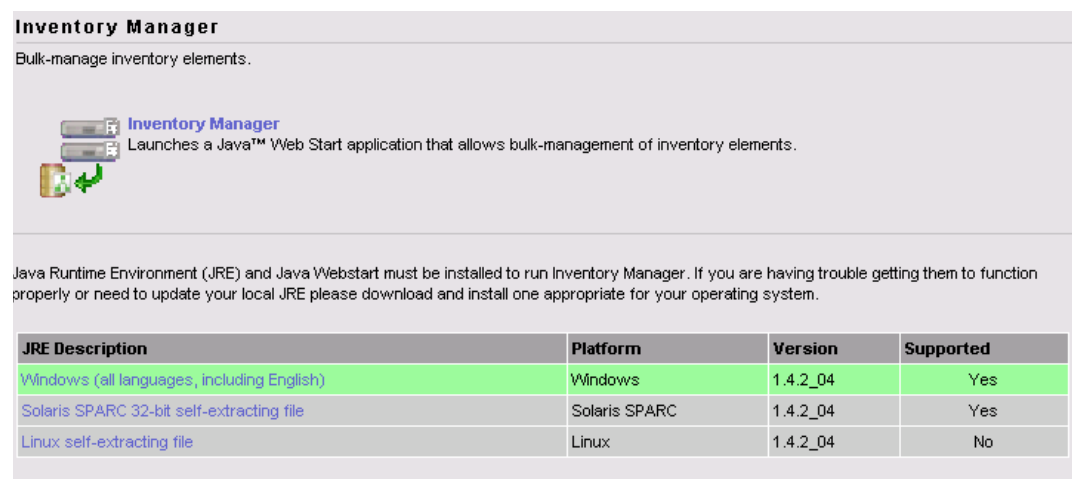 Inventory Manager
Bulk-manage inventory elements.
Inventory Manager
Launches a Java™ Web Start application that allows bulk-management of inventory elements.
Java Runtime Environment (JRE) and Java Webstart must be installed to run Inventory Manager. If you are having trouble getting them to function
properly or need to update your local JRE please download and install one appropriate for your operating system.
JRE Description Platform Version Supported
Windows (all languages, including English) Windows 1.4.2_04 Yes
Solaris SPARC 32-bit self-extracting file Solaris SPARC 1.4.2_04 Yes
Linux self-extracting file Linux 1.4.2_04 No